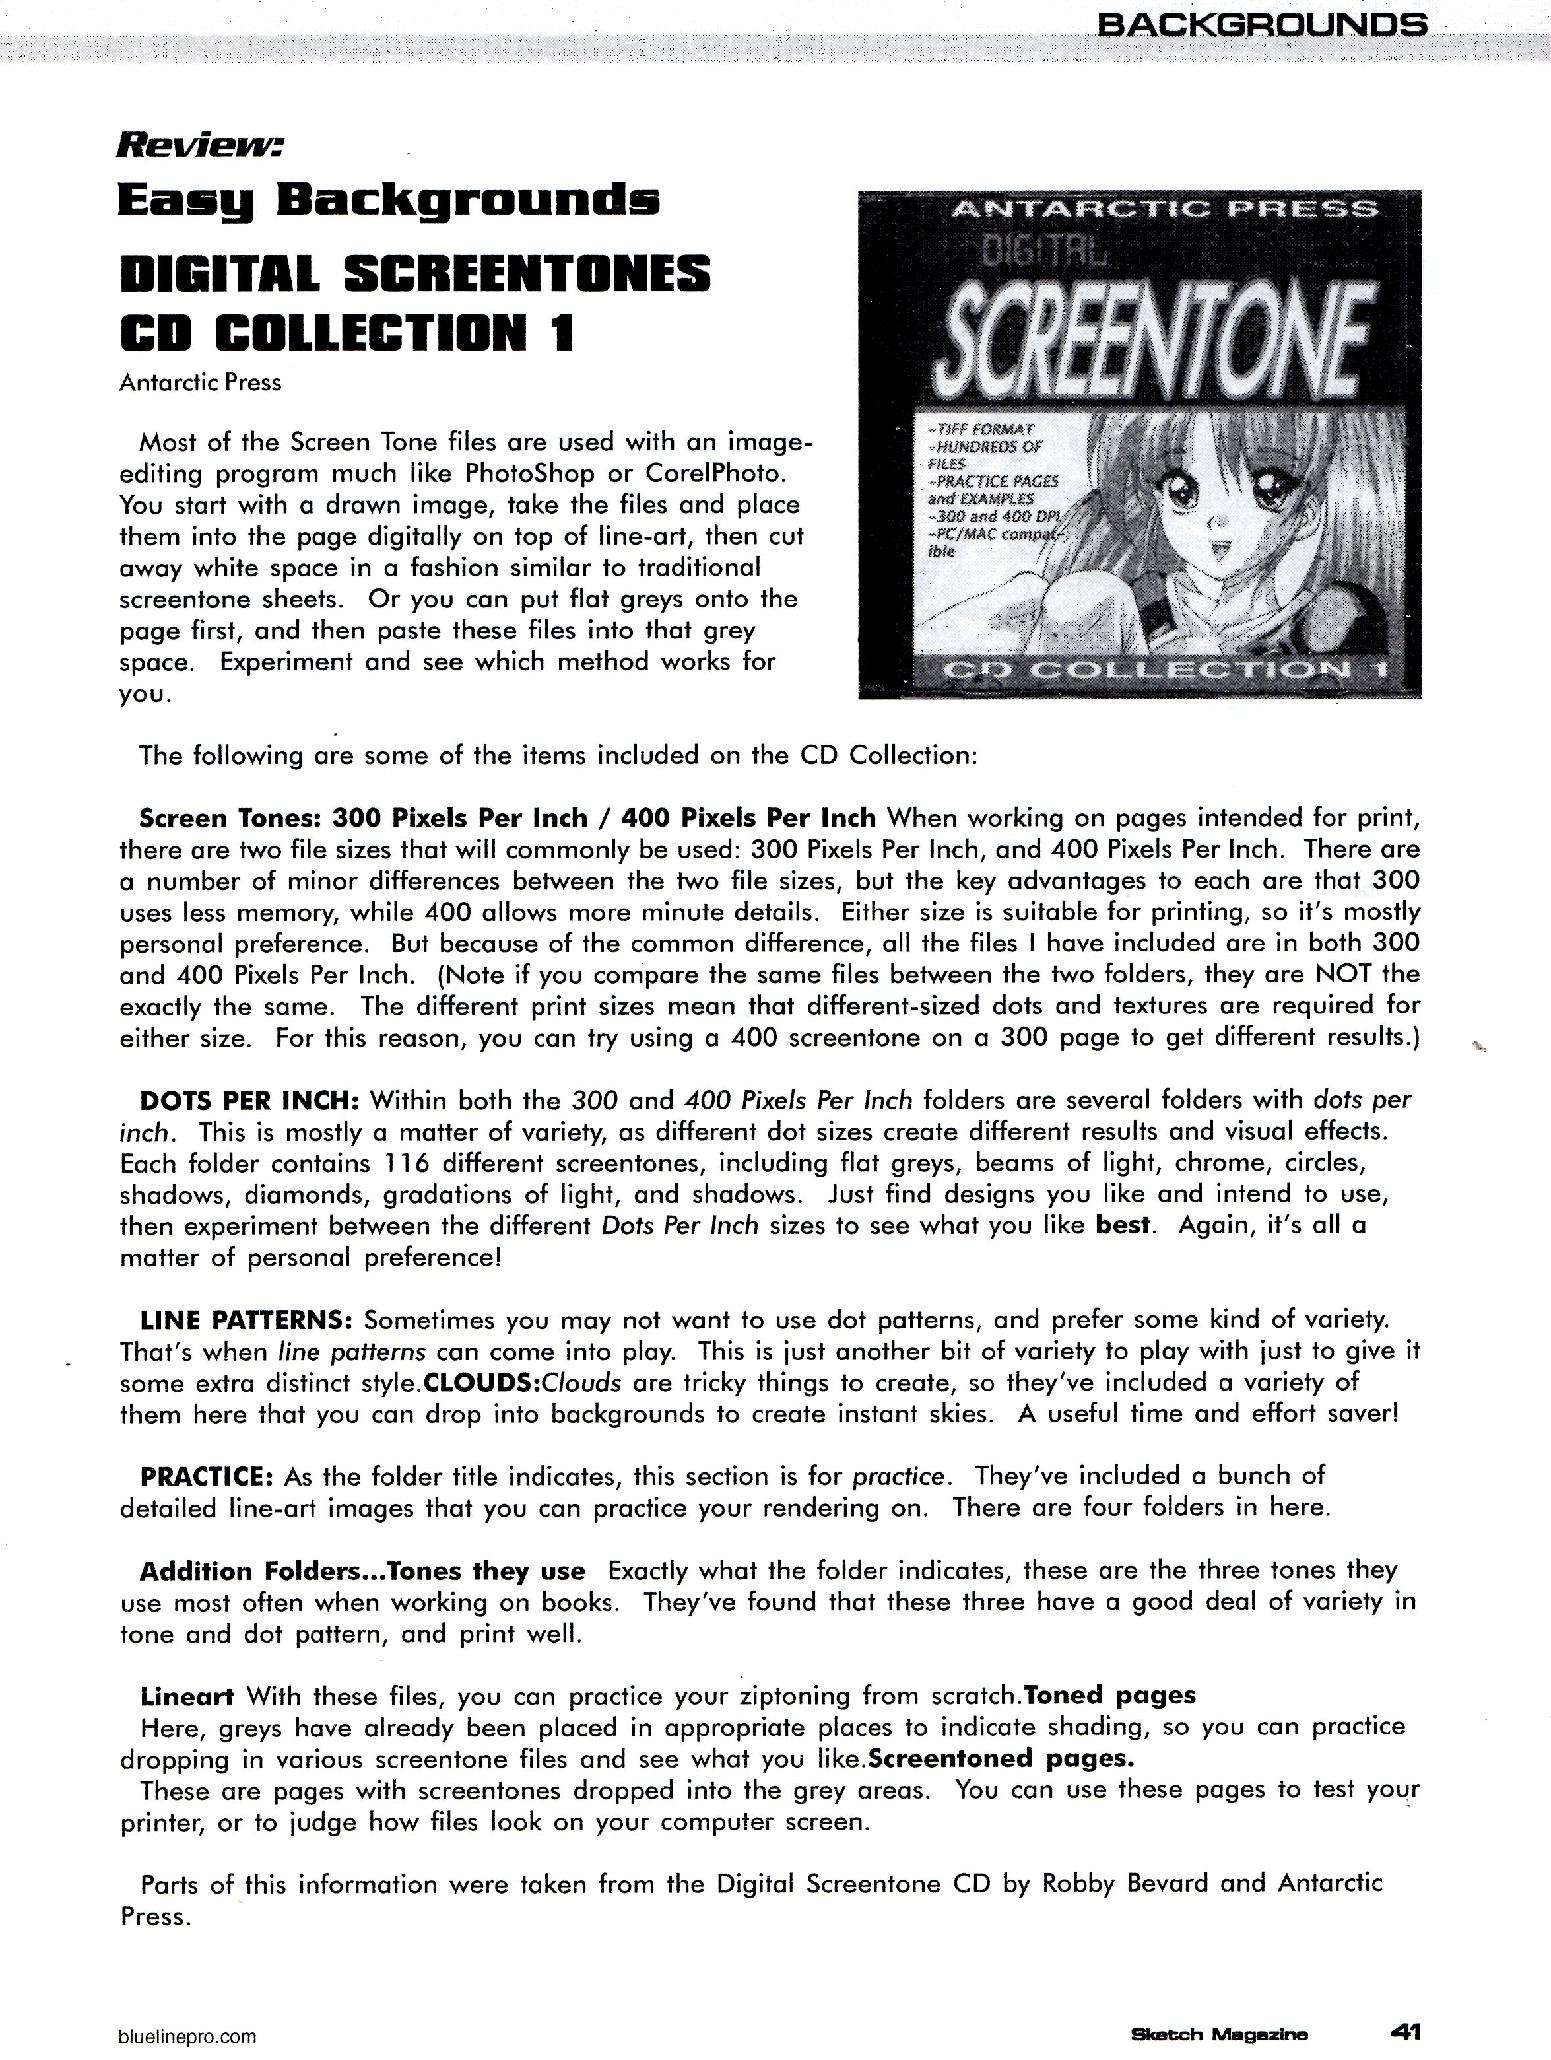 BACKGROUNDS
Review:
Easy Backgrounds
DIGITAL SCREENTONES
CD COLLECTION 1
Antarctic Press
Most of the Screen Tone files are used with an image-
editing program much like PhotoShop or CorelPhoto.
You start with a drawn image, take the files and place
them into the page digitally on top of line-art, then cut
away white space in a fashion similar to traditional
screentone sheets. Or you can put flat greys onto the
page first, and then paste these files into that grey
space. Experiment and see which method works for
you.
ANTARCTIC PRESS
DIGITAL
SCREENTONE
-TIFF FORMAT
-HUNDREDS OF
FILES
-PRACTICE PAGES
and EXAMPLES
-300 and 400 DPI
-PC/MAC compat-
ible
CD COLLECTION 1
The following are some of the items included on the CD Collection:
Screen Tones: 300 Pixels Per Inch / 400 Pixels Per Inch When working on pages intended for print,
there are two file sizes that will commonly be used: 300 Pixels Per Inch, and 400 Pixels Per Inch. There are
a number of minor differences between the two file sizes, but the key advantages to each are that 300
uses less memory, while 400 allows more minute details. Either size is suitable for printing, so it's mostly
personal preference. But because of the common difference, all the files I have included are in both 300
and 400 Pixels Per Inch. (Note if you compare the same files between the two folders, they are NOT the
exactly the same. The different print sizes mean that different-sized dots and textures are required for
either size. For this reason, you can try using a 400 screentone on a 300 page to get different results.)
DOTS PER INCH: Within both the 300 and 400 Pixels Per Inch folders are several folders with dots per
inch. This is mostly a matter of variety, as different dot sizes create different results and visual effects.
Each folder contains 116 different screentones, including flat greys, beams of light, chrome, circles,
shadows, diamonds, gradations of light, and shadows. Just find designs you like and intend to use,
then experiment between the different Dots Per Inch sizes to see what you like best. Again, it's all a
matter of personal preference!
LINE PATTERNS: Sometimes you may not want to use dot patterns, and prefer some kind of variety.
That's when line patterns can come into play. This is just another bit of variety to play with just to give it
some extra distinct style.CLOUDS:Clouds are tricky things to create, so they've included a variety of
them here that you can drop into backgrounds to create instant skies. A useful time and effort saver!
PRACTICE: As the folder title indicates, this section is for practice. They've included a bunch of
detailed line-art images that you can practice your rendering on. There are four folders in here.
Addition Folders...Tones they use Exactly what the folder indicates, these are the three tones they
use most often when working on books. They've found that these three have a good deal of variety in
tone and dot pattern, and print well.
Lineart With these files, you can practice your ziptoning from scratch.Toned pages
Here, greys have already been placed in appropriate places to indicate shading, so you can practice
dropping in various screentone files and see what you like.Screentoned pages.
These are pages with screentones dropped into the grey areas. You can use these pages to test your
printer, or to judge how files look on your computer screen.
Parts of this information were taken from the Digital Screentone CD by Robby Bevard and Antarctic
Press.
bluelinepro.com
Sketch Magazine 41